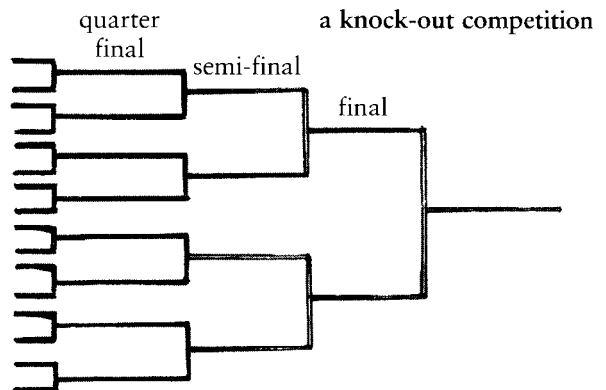 a knock-out competition
quarter
final
semi-final
final